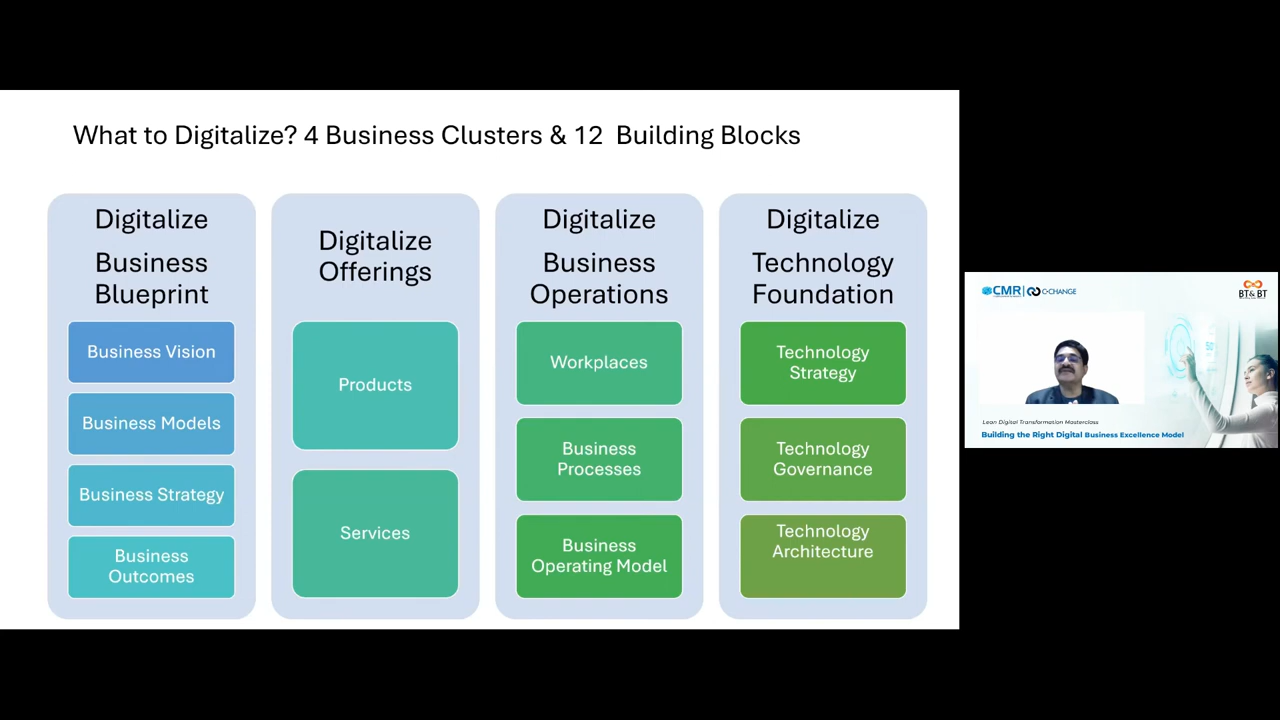 What to Digitalize? 4 Business Clusters & 12 Building Blocks
Digitalize
Business
Blueprint
Business Vision
Business Models
Business Strategy
Business
Outcomes
Digitalize
Offerings
Products
Services
Digitalize
Business
Operations
Workplaces
Business
Processes
Business
Operating Model
Digitalize
Technology
Foundation
Technology
Strategy
Technology
Governance
Technology
Architecture
CMR
C-CHANGE
BT& BT
Lean Digital Transformation Masterclass
Building the Right Digital Business Excellence Model